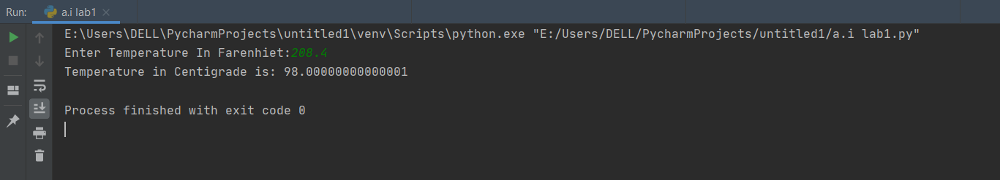 Run: a.i lab1
E:\Users\DELL\PycharmProjects\untitled1\venv\Scripts\python.exe "E:/Users/DELL/PycharmProjects/untitled1/a.i lab1.py"
Enter Temperature In Farenhiet:208.4
Temperature in Centigrade is: 98.00000000000001
Process finished with exit code 0